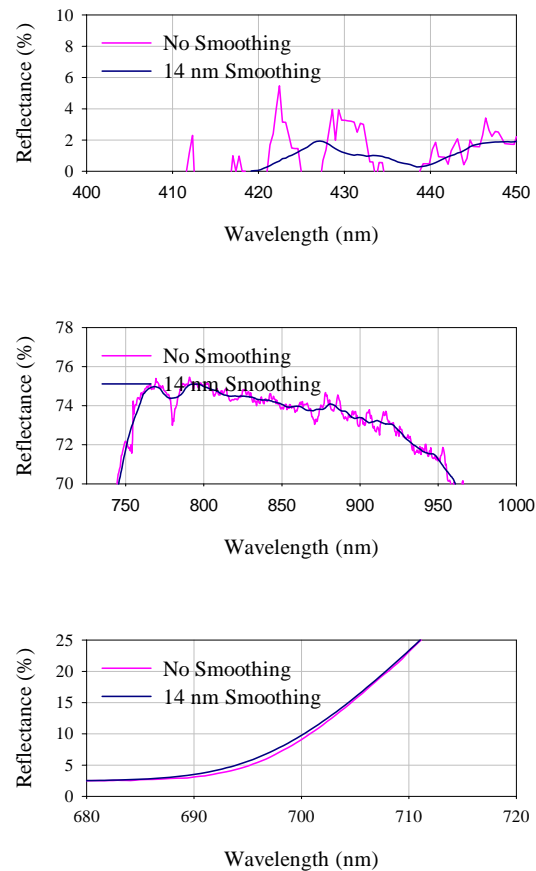 10
8
6
4
2
0
Reflectance (%)
No Smoothing
14 nm Smoothing
400 410 420 430 440 450
Wavelength (nm)
78
76
74
72
70
Reflectance (%)
No Smoothing
14 nm Smoothing
750 800 850 900 950 1000
Wavelength (nm)
25
20
15
10
5
0
Reflectance (%)
No Smoothing
14 nm Smoothing
680 690 700 710 720
Wavelength (nm)